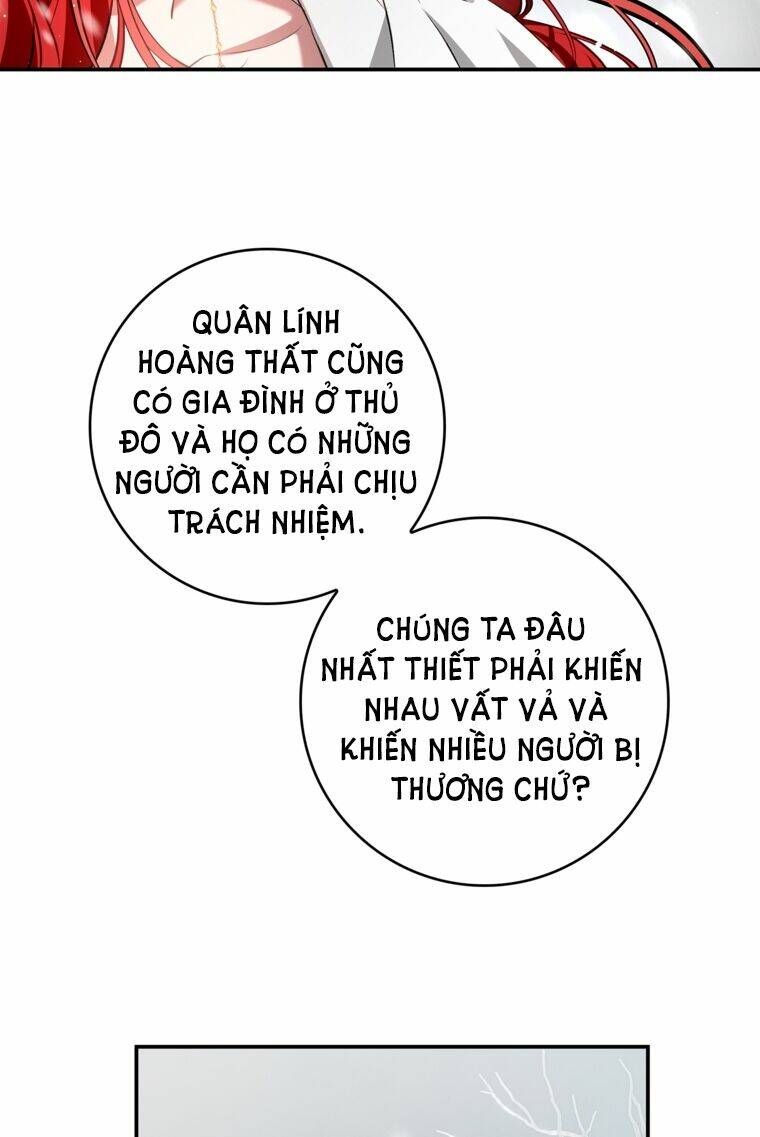 QUÂN LÍNH
HOÀNG THẤT CŨNG
CÓ GIA ĐÌNH Ở THỦ
ĐÔ VÀ HỌ CÓ NHỮNG
NGƯỜI CẦN PHẢI CHỊU
TRÁCH NHIỆM.
CHÚNG TA ĐÂU
NHẤT THIẾT PHẢI KHIẾN
NHAU VẤT VẢ VÀ
KHIẾN NHIỀU NGƯỜI BỊ
THƯƠNG CHỨ?